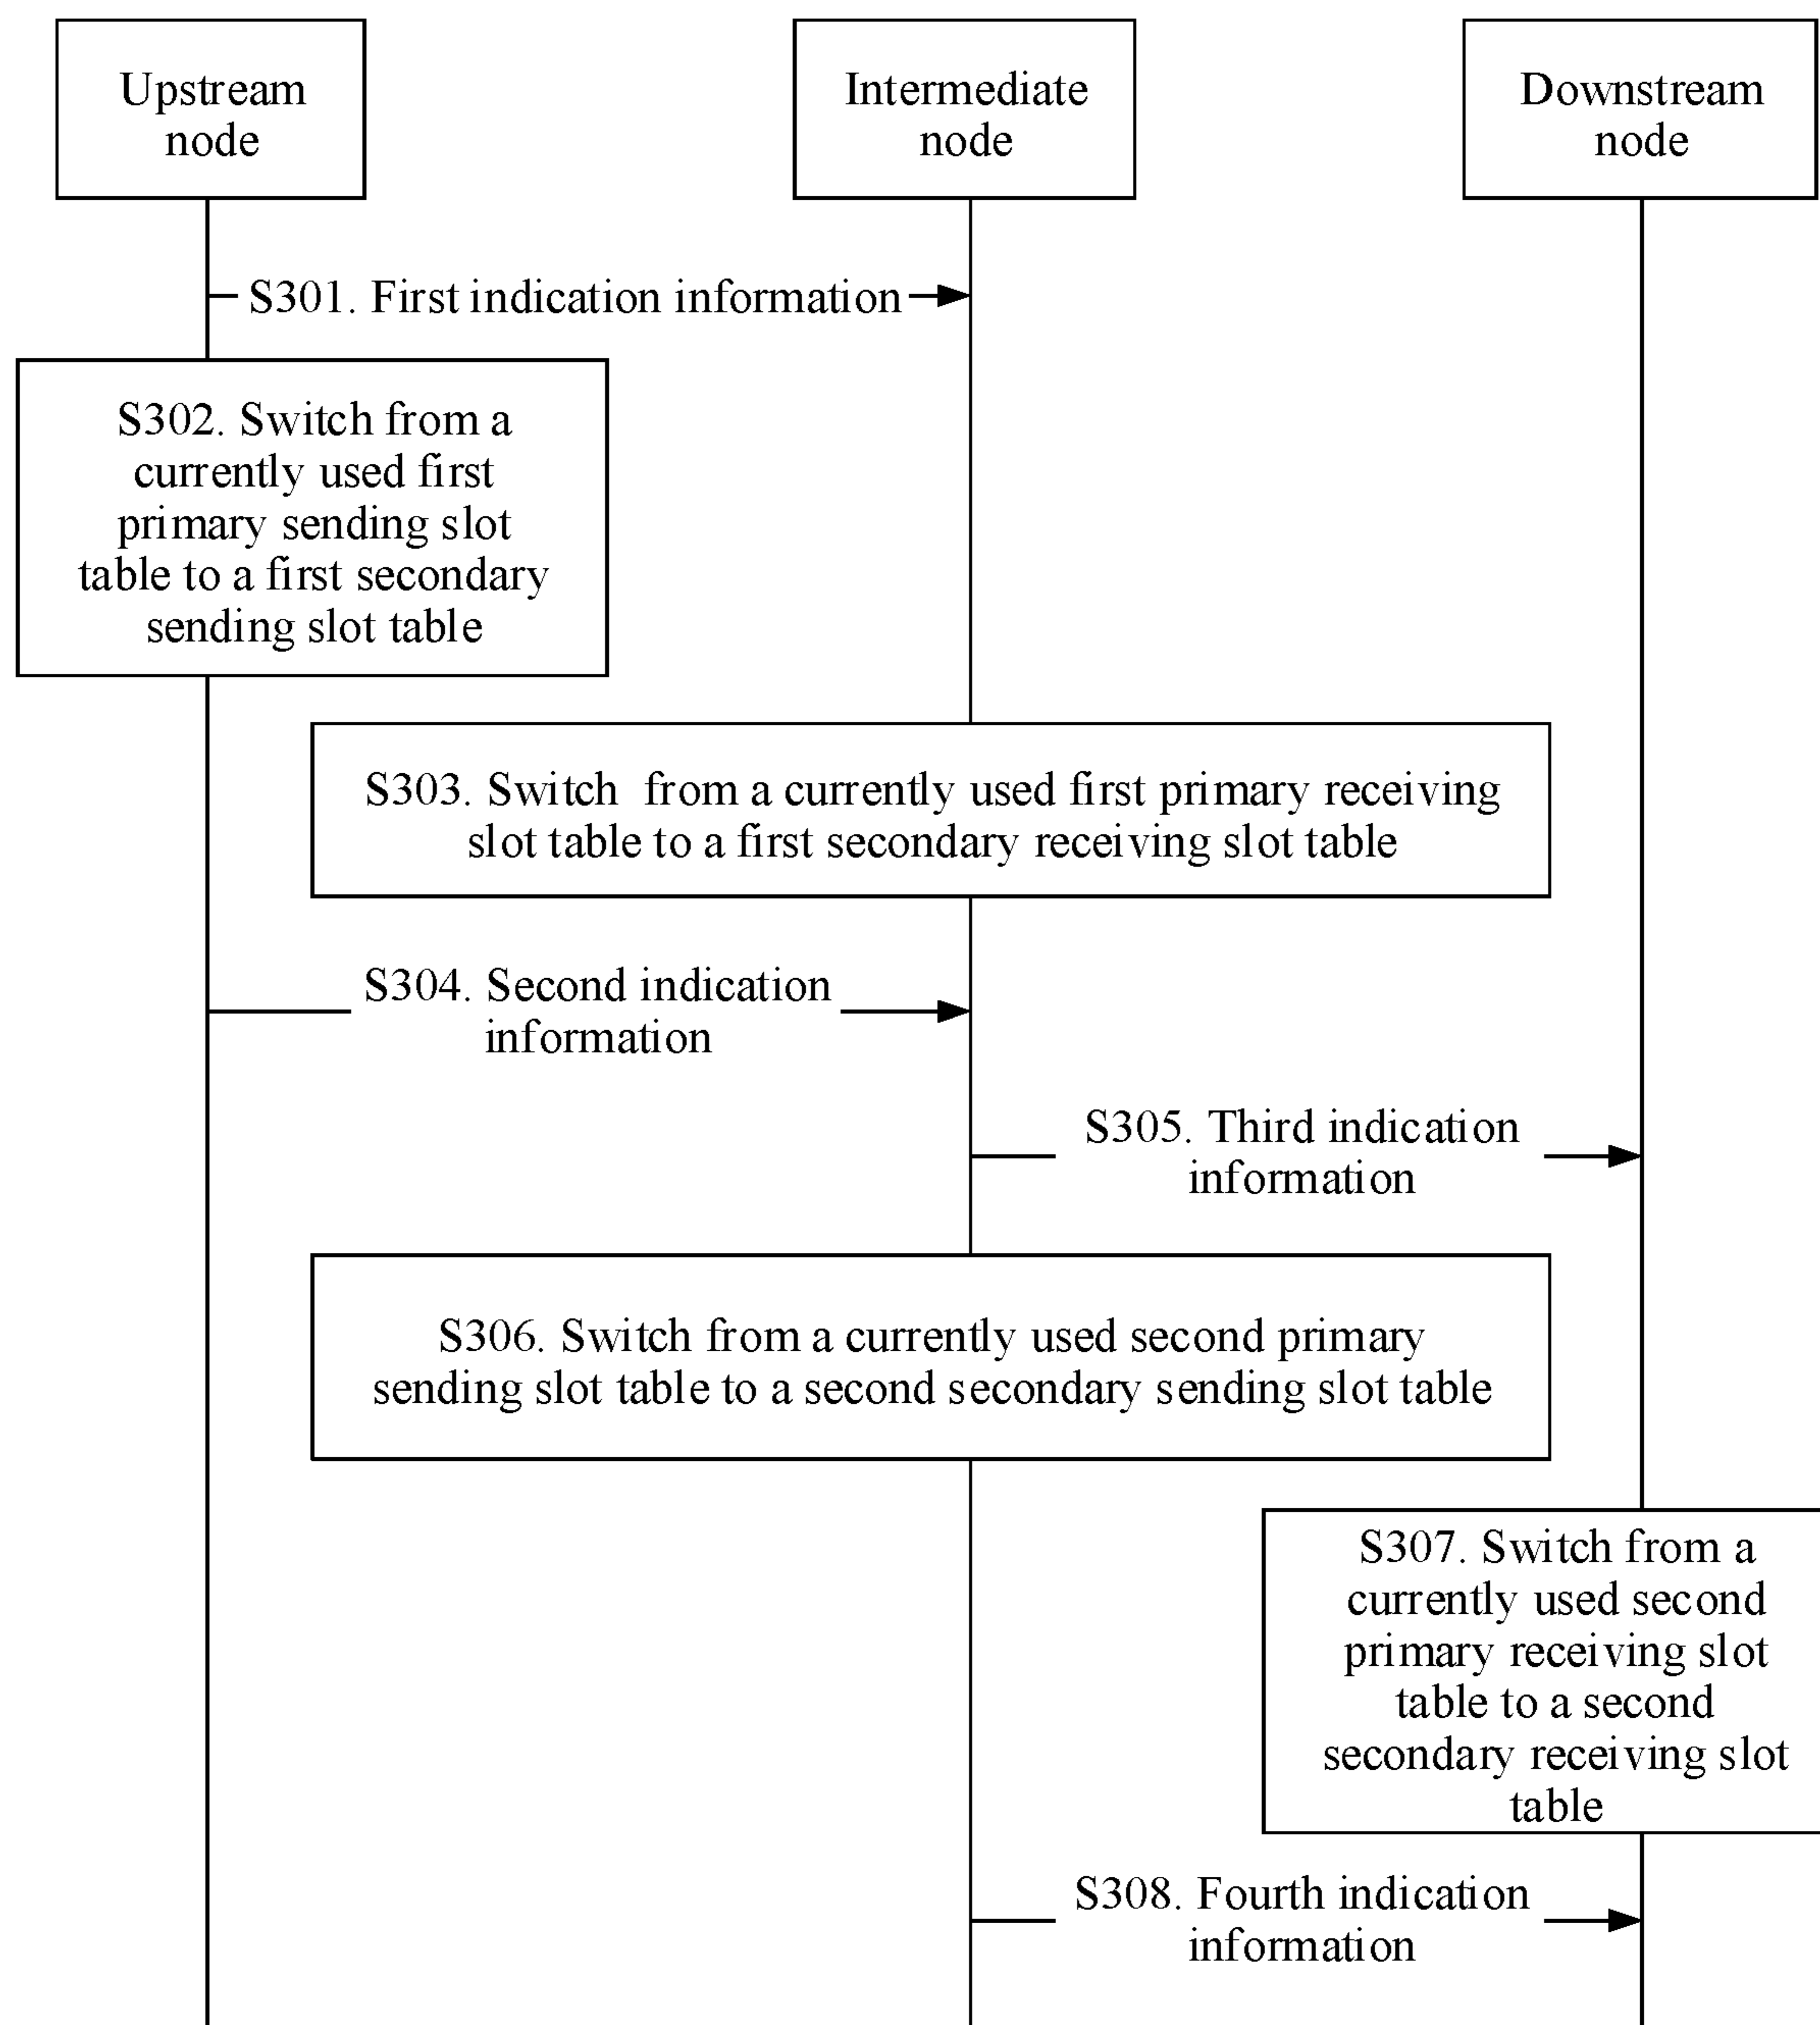 Upstream
node
Intermediate
node
Downstream
node
S301. First indication information
S302. Switch from a
currently used first
primary sending slot
table to a first secondary
sending slot table
S303. Switch from a currently used first primary receiving
slot table to a first secondary receiving slot table
S304. Second indication
information
S305. Third indication
information
S306. Switch from a currently used second primary
sending slot table to a second secondary sending slot table
S307. Switch from a
currently used second
primary receiving slot
table to a second
secondary receiving slot
table
S308. Fourth indication
information